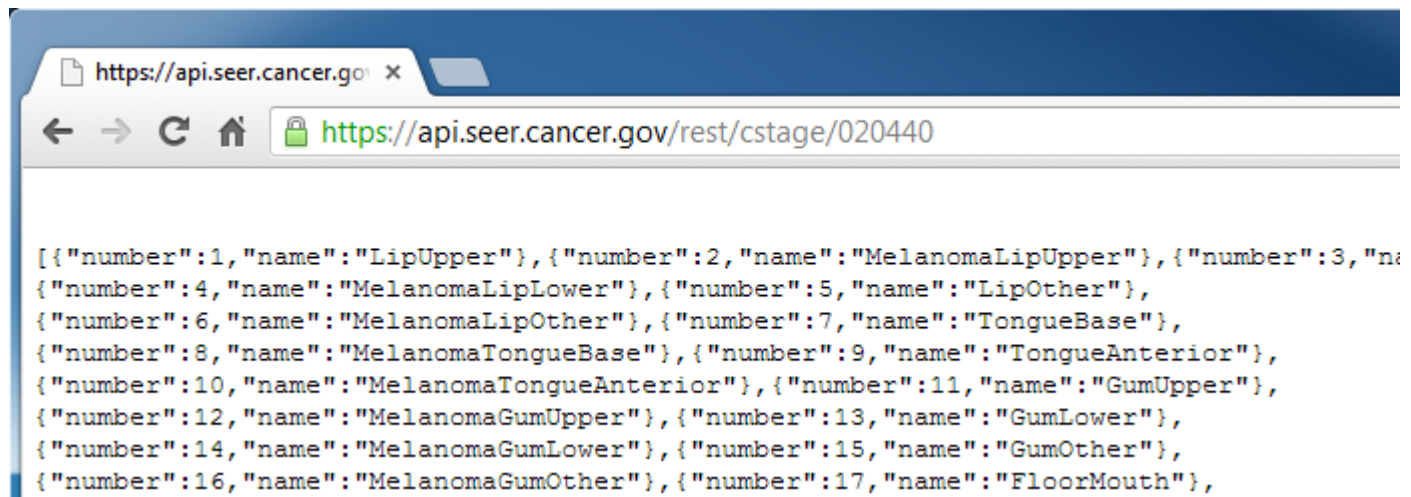 https://api.seer.cancer.go
https://api.seer.cancer.gov/rest/cstage/020440
[{"number":1,"name":"LipUpper"},{"number":2,"name":"MelanomaLipUpper"},{"number":3,"na
{"number":4,"name":"MelanomaLipLower"},{"number":5,"name":"LipOther"},
{"number":6,"name":"MelanomaLipOther"},{"number":7,"name":"TongueBase"},
{"number":8,"name":"MelanomaTongueBase"},{"number":9,"name":"TongueAnterior"},
{"number":10,"name":"MelanomaTongueAnterior"},{"number":11,"name":"GumUpper"},
{"number":12,"name":"MelanomaGumUpper"},{"number":13,"name":"GumLower"},
{"number":14,"name":"MelanomaGumLower"},{"number":15,"name":"GumOther"},
{"number":16,"name":"MelanomaGumOther"},{"number":17,"name":"FloorMouth"},